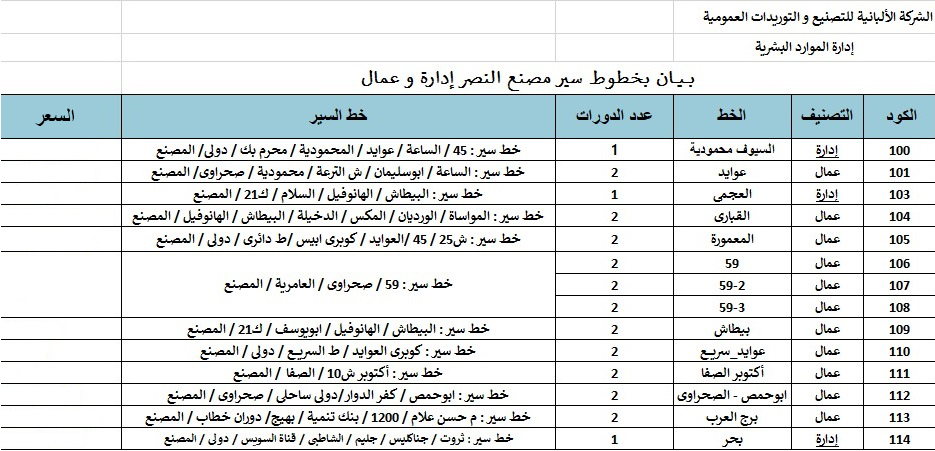 الشركة الألبانية للتصنيع و التوريدات العمومية
إدارة الموارد البشرية
بيان بخطوط سير مصنع النصر إدارة و عمال
الكود التصنيف الخط عدد الدورات خط السير السعر
100 إدارة السيوف محمودية 1 خط سير : 45 / الساعة / عوايد / المحمودية / محرم بك / دولى / المصنع
101 عمال عوايد 2 خط سير : الساعة / ابوسليمان / ش الترعة / محمودية / صحراوى/ المصنع
103 إدارة العجمى 1 خط سير : البيطاش / الهانوفيل / السلام / ك21 / المصنع
104 عمال القبارى 2 خط سير : المواساة / الورديان / المكس / الدخيلة / البيطاش / الهانوفيل / المصنع
105 عمال المعمورة 2 خط سير : ش25 / 45 /العوايد / كوبرى ابيس /ط دائرى / دولى / المصنع
106 عمال 59 2
107 عمال 59-2 2 خط سير : 59 / صحراوى / العامرية / المصنع
108 عمال 59-3 2
109 عمال بيطاش 2 خط سير : البيطاش / الهانوفيل / ابويوسف / ك21 / المصنع
110 عمال عوايد_سريع 2 خط سير : كوبرى العوايد / ط السريع / دولى / المصنع
111 عمال أكتوبر الصفا 2 خط سير : أكتوبر ش10 / الصفا / المصنع
112 عمال ابوحمص - الصحراوى 2 خط سير : ابوحمص / كفر الدوار/دولى ساحلى / صحراوى / المصنع
113 عمال برج العرب 2 خط سير : م حسن علام / 1200 / بنك تنمية / بهيج/ دوران خطاب / المصنع
114 إدارة بحر 1 خط سير : ثروت / جناكليس / جليم / الشاطبى / قناة السويس / دولى / المصنع